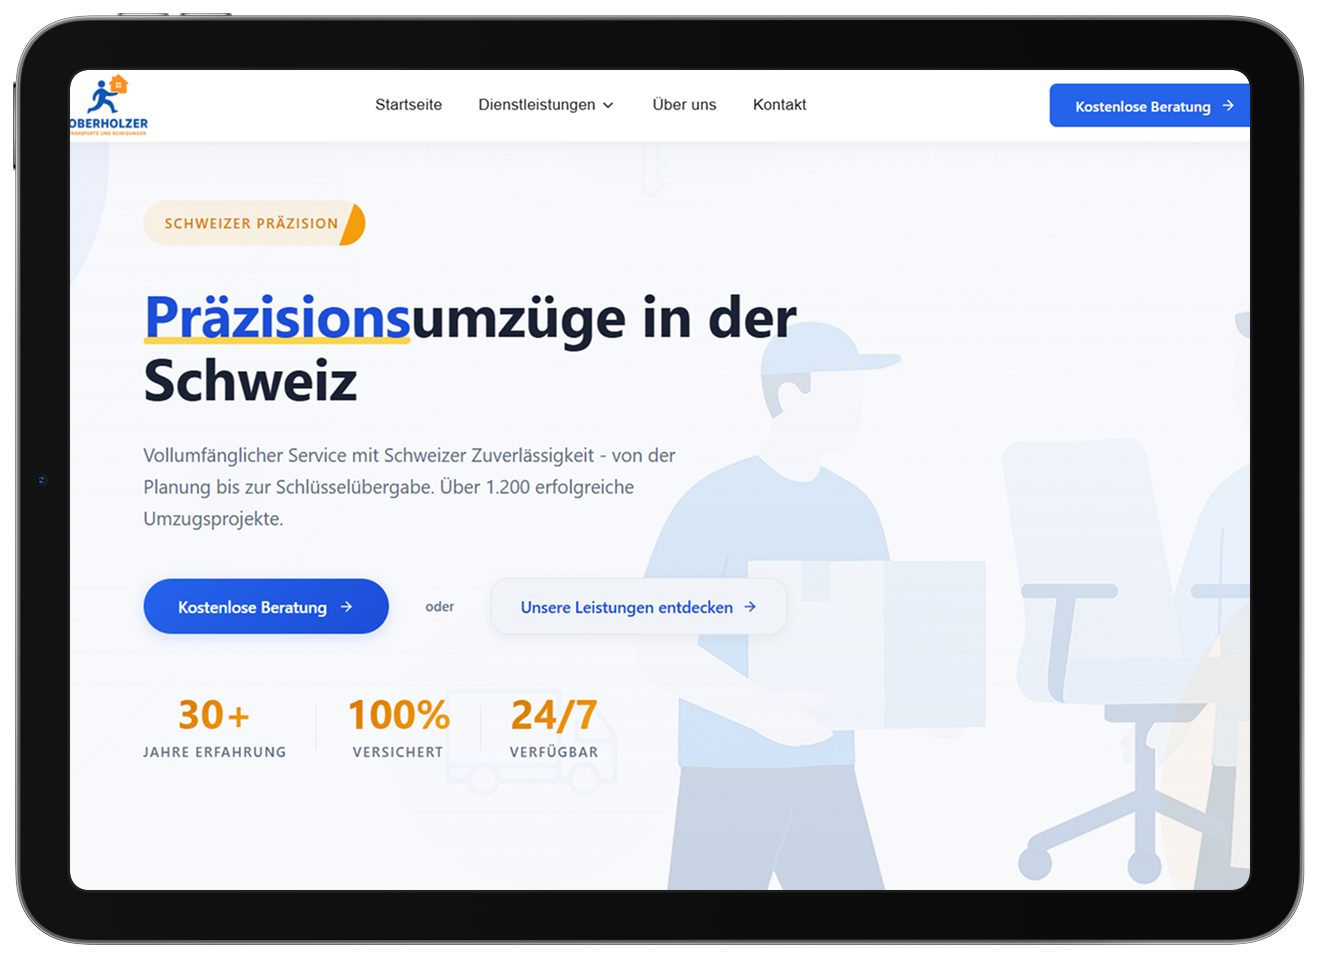 OBERHOLZER
TRANSPORTE UND REINIGUNGEN
Startseite
Dienstleistungen
Über uns
Kontakt
Kostenlose Beratung →
SCHWEIZER PRÄZISION
Präzisionsumzüge in der
Schweiz
Vollumfänglicher Service mit Schweizer Zuverlässigkeit - von der
Planung bis zur Schlüsselübergabe. Über 1.200 erfolgreiche
Umzugsprojekte.
Kostenlose Beratung →
oder
Unsere Leistungen entdecken →
30+
JAHRE ERFAHRUNG
100%
VERSICHERT
24/7
VERFÜGBAR